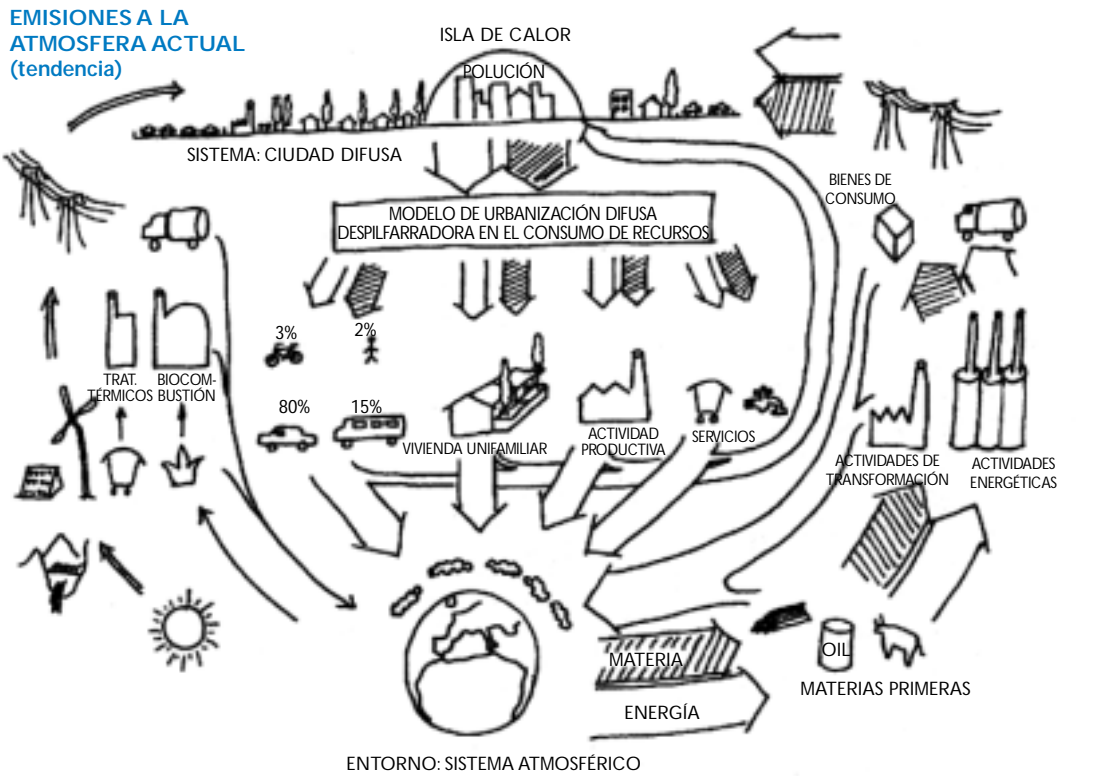 EMISIONES A LA
ATMOSFERA ACTUAL
(tendencia)
ISLA DE CALOR
POLUCIÓN
SISTEMA: CIUDAD DIFUSA
BIENES DE
CONSUMO
MODELO DE URBANIZACIÓN DIFUSA
DESPILFARRADORA EN EL CONSUMO DE RECURSOS
3%
2%
TRAT.
TÉRMICOS
BIOCOM-
BUSTIÓN
80%
15%
VIVIENDA UNIFAMILIAR
ACTIVIDAD
PRODUCTIVA
SERVICIOS
ACTIVIDADES DE
TRANSFORMACIÓN
ACTIVIDADES
ENERGÉTICAS
MATERIA
ENERGÍA
OIL
MATERIAS PRIMERAS
ENTORNO: SISTEMA ATMOSFÉRICO